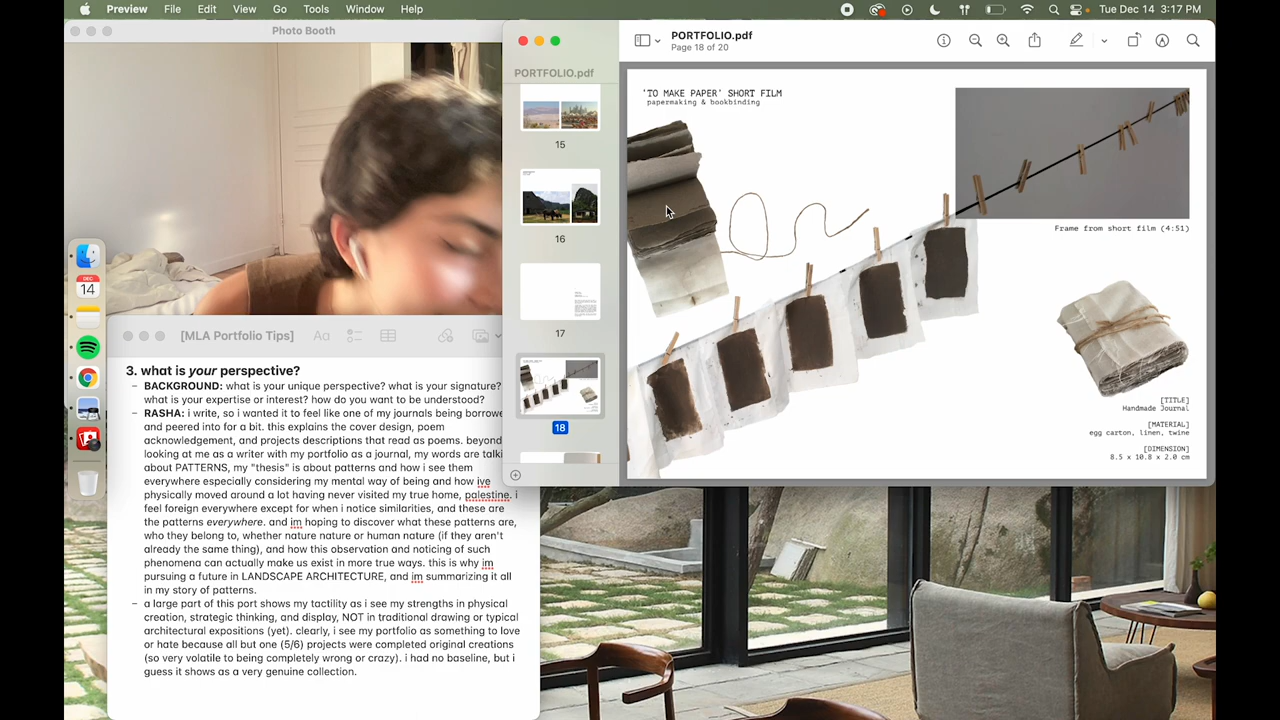 Preview File Edit View Go Tools Window Help
Tue Dec 14 3:17 PM
Photo Booth
PORTFOLIO.pdf
Page 18 of 20
PORTFOLIO.pdf
15
16
17
18
'TO MAKE PAPER' SHORT FILM
papermaking & bookbinding
Frame from short film (4:51)
[TITLE]
Handmade Journal
[MATERIAL]
egg carton, linen, twine
[DIMENSION]
8.5 x 10.8 x 2.0 cm
DEC
14
[MLA Portfolio Tips]
Aa
3. what is your perspective?
– BACKGROUND: what is your unique perspective? what is your signature?
what is your expertise or interest? how do you want to be understood?
– RASHA: i write, so i wanted it to feel like one of my journals being borrowe
and peered into for a bit. this explains the cover design, poem
acknowledgement, and projects descriptions that read as poems. beyond
looking at me as a writer with my portfolio as a journal, my words are talki
about PATTERNS, my "thesis" is about patterns and how i see them
everywhere especially considering my mental way of being and how ive
physically moved around a lot having never visited my true home, palestine. i
feel foreign everywhere except for when i notice similarities, and these are
the patterns everywhere. and im hoping to discover what these patterns are,
who they belong to, whether nature nature or human nature (if they aren't
already the same thing), and how this observation and noticing of such
phenomena can actually make us exist in more true ways. this is why im
pursuing a future in LANDSCAPE ARCHITECTURE, and im summarizing it all
in my story of patterns.
– a large part of this port shows my tactility as i see my strengths in physical
creation, strategic thinking, and display, NOT in traditional drawing or typical
architectural expositions (yet). clearly, i see my portfolio as something to love
or hate because all but one (5/6) projects were completed original creations
(so very volatile to being completely wrong or crazy). i had no baseline, but i
guess it shows as a very genuine collection.